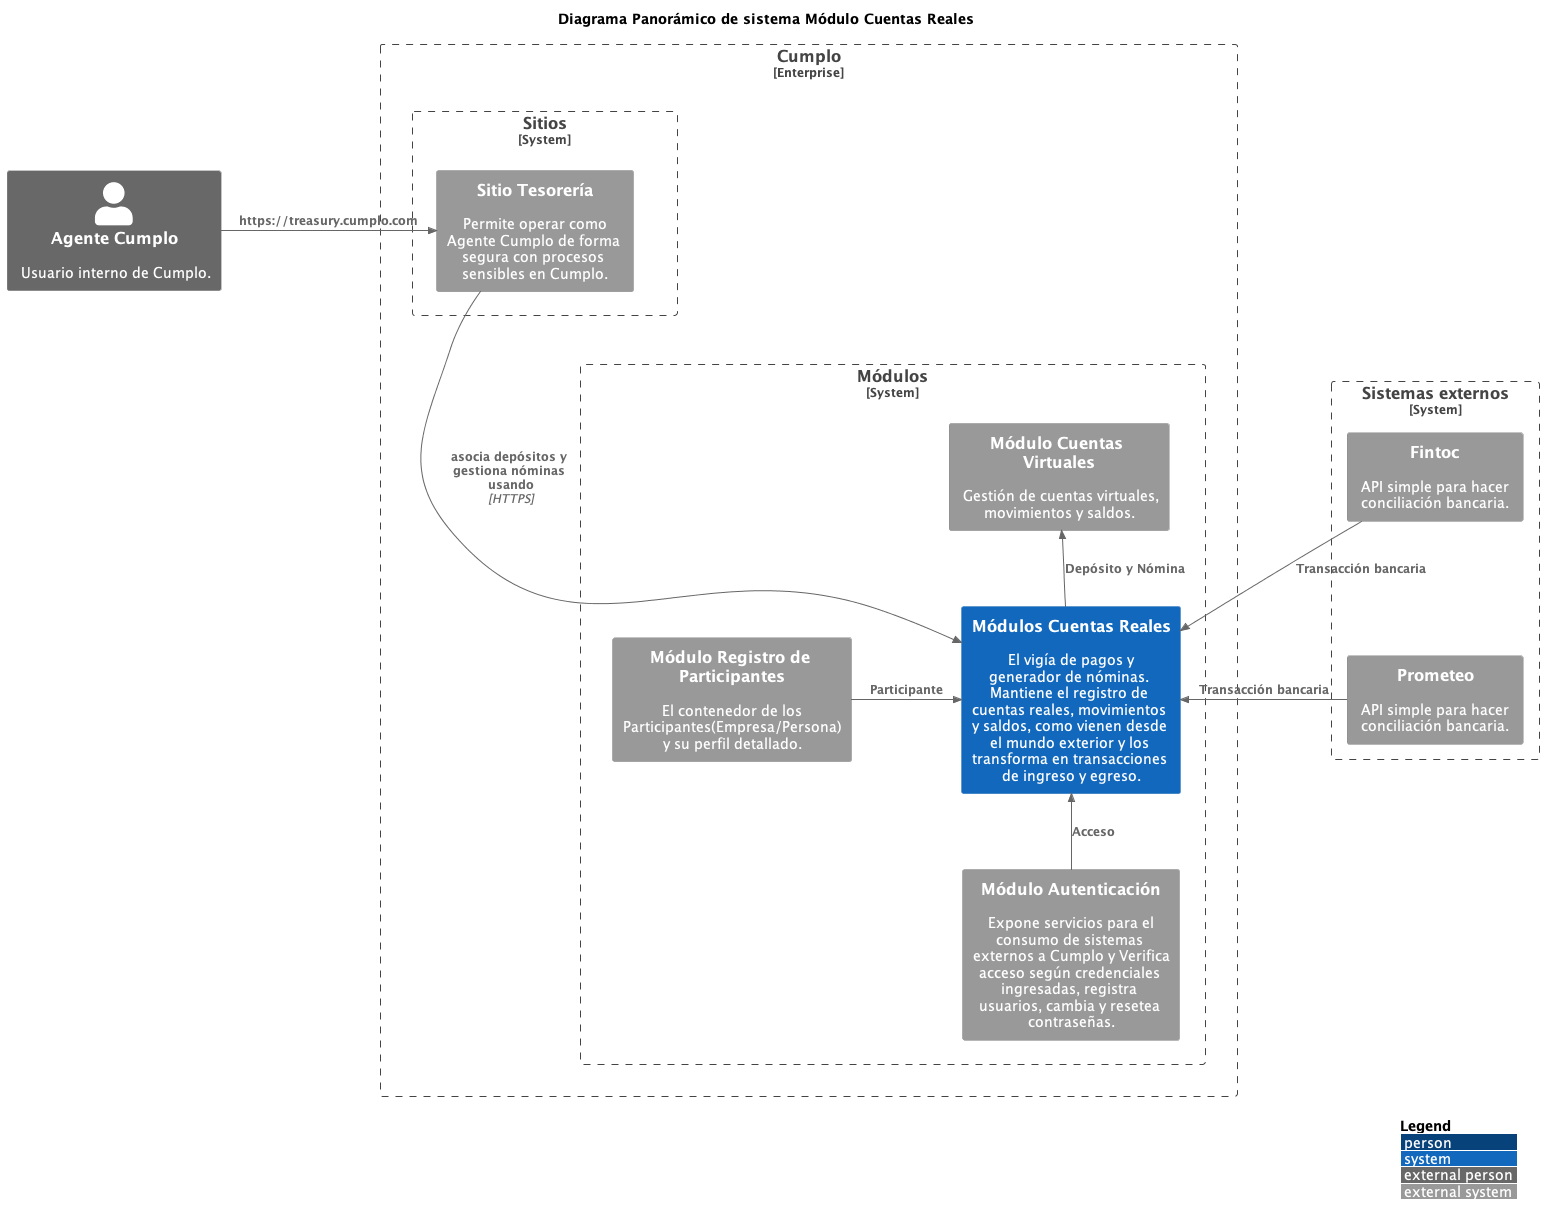 Diagrama Panorámico de sistema Módulo Cuentas Reales
Cumplo
[Enterprise]
Sitios
[System]
Sitio Tesorería
Permite operar como
Agente Cumplo de forma
segura con procesos
sensibles en Cumplo.
Agente Cumplo
Usuario interno de Cumplo.
https://treasury.cumplo.com
asocia depósitos y
gestiona nóminas
usando
[HTTPS]
Módulos
[System]
Módulo Cuentas
Virtuales
Gestión de cuentas virtuales,
movimientos y saldos.
Depósito y Nómina
Módulos Cuentas Reales
El vigía de pagos y
generador de nóminas.
Mantiene el registro de
cuentas reales, movimientos
y saldos, como vienen desde
el mundo exterior y los
transforma en transacciones
de ingreso y egreso.
Módulo Registro de
Participantes
El contenedor de los
Participantes(Empresa/Persona)
y su perfil detallado.
Participante
Acceso
Módulo Autenticación
Expone servicios para el
consumo de sistemas
externos a Cumplo y Verifica
acceso según credenciales
ingresadas, registra
usuarios, cambia y resetea
contraseñas.
Sistemas externos
[System]
Fintoc
API simple para hacer
conciliación bancaria.
Transacción bancaria
Prometeo
API simple para hacer
conciliación bancaria.
Transacción bancaria
Legend
person
system
external person
external system